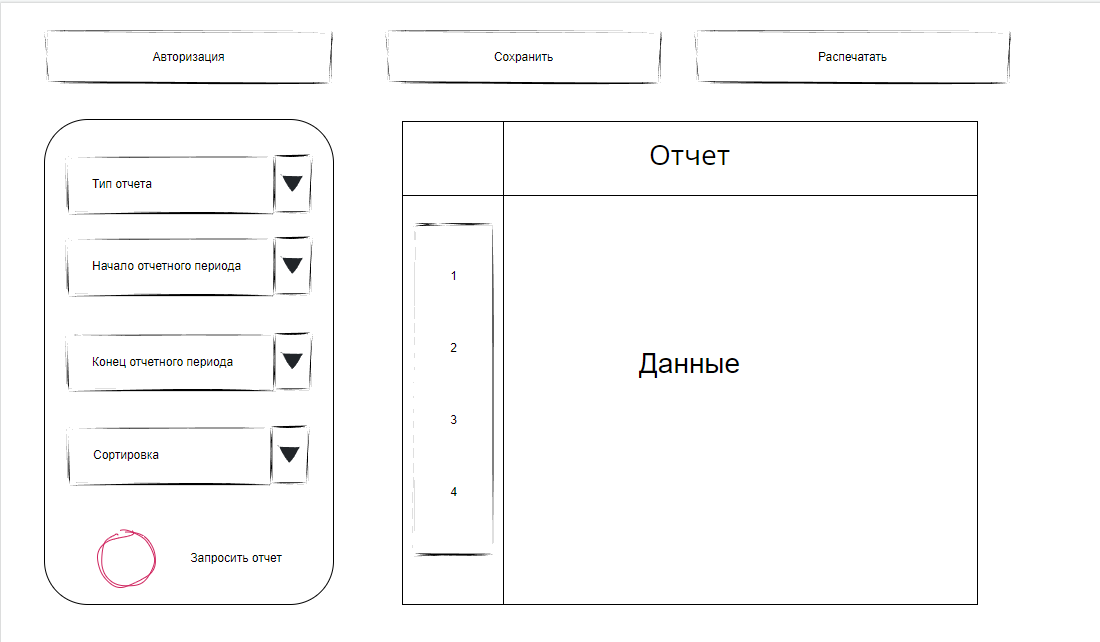 Авторизация
Сохранить
Распечатать
Тип отчета
Начало отчетного периода
Конец отчетного периода
Сортировка
Запросить отчет
Отчет
1
2
3
4
Данные